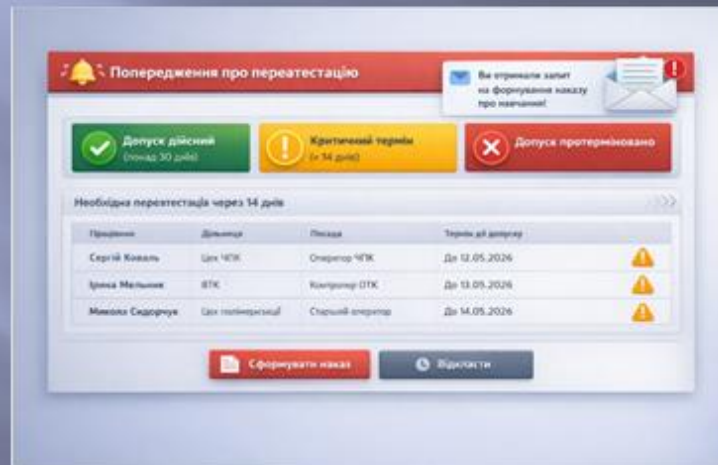 Попередження про переатестацію
Ви отримали запит
на формування наказу
про навчання!
Допуск дійсний
(понад 30 днів)
Критичний термін
(< 14 днів)
Допуск протерміновано
Необхідна переатестація через 14 днів
Працівник Дільниця Посада Термін дії допуску
Сергій Коваль Цех ЧПК Оператор ЧПК До 12.05.2026
Ірина Мельник ВТК Контролер ОТК До 13.05.2026
Микола Сидорчук Цех полімеризації Старший оператор До 14.05.2026
Сформувати наказ
Відкласти